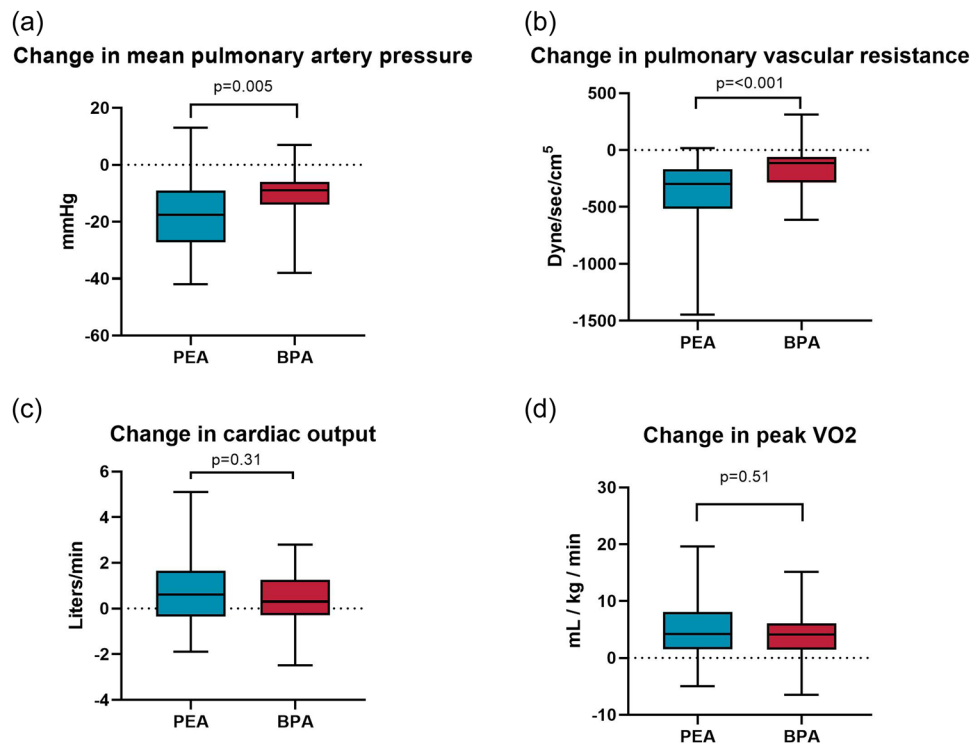 (a)
Change in mean pulmonary artery pressure
p=0.005
20
0
-20
-40
-60
mmHg
PEA
BPA
(b)
Change in pulmonary vascular resistance
p=<0.001
500
0
-500
-1000
-1500
Dyne/sec/cm⁵
PEA
BPA
(c)
Change in cardiac output
p=0.31
6
4
2
0
-2
-4
Liters/min
PEA
BPA
(d)
Change in peak VO2
p=0.51
30
20
10
0
-10
mL / kg / min
PEA
BPA